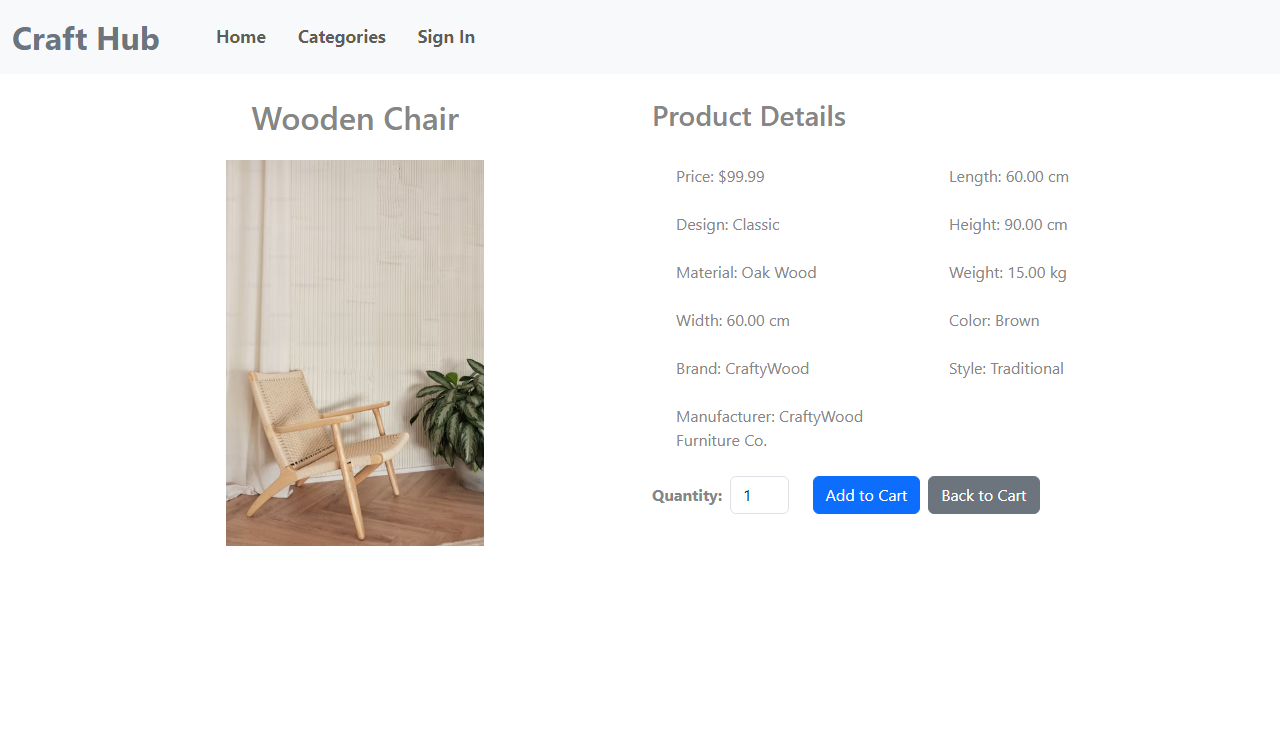 Craft Hub
Home
Categories
Sign In
Wooden Chair
Product Details
Price: $99.99
Length: 60.00 cm
Design: Classic
Height: 90.00 cm
Material: Oak Wood
Weight: 15.00 kg
Width: 60.00 cm
Color: Brown
Brand: CraftyWood
Style: Traditional
Manufacturer: CraftyWood
Furniture Co.
Quantity: 1
Add to Cart
Back to Cart